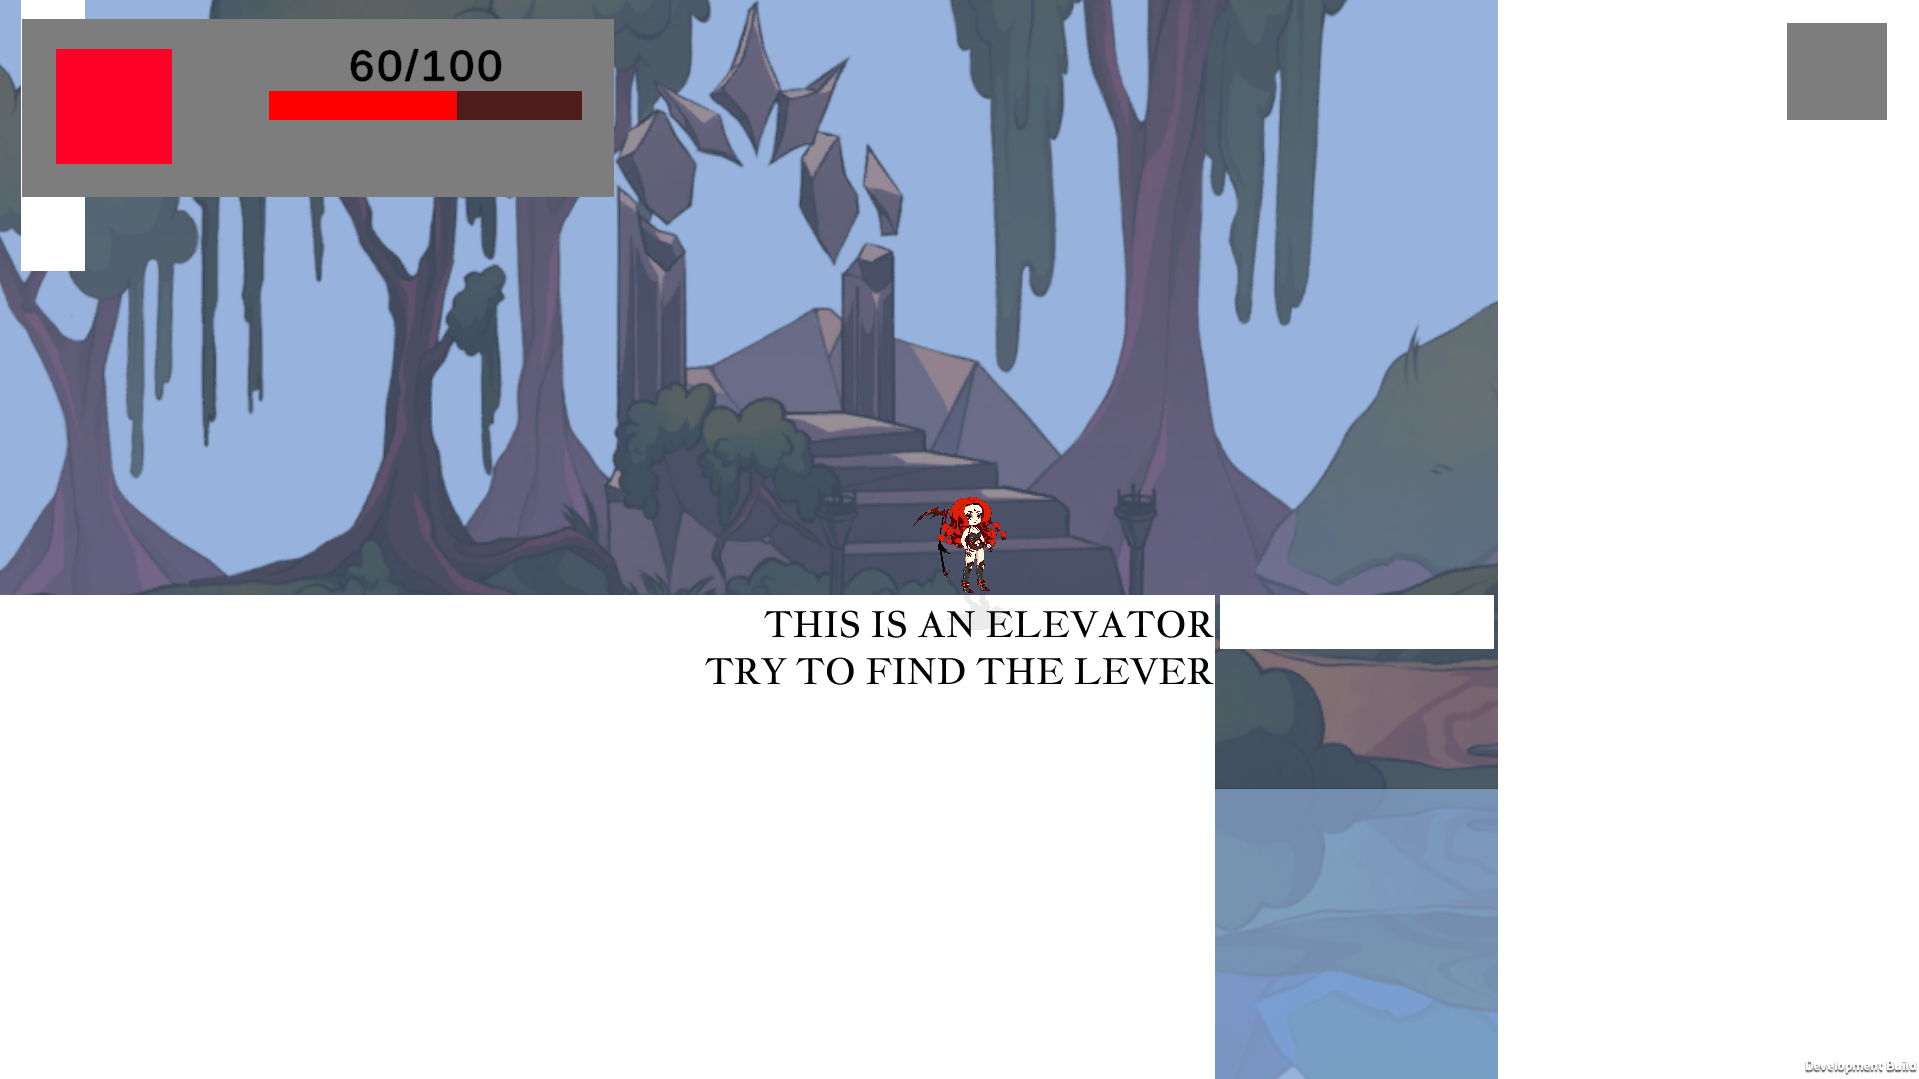 60/100
THIS IS AN ELEVATOR
TRY TO FIND THE LEVER
Development Build